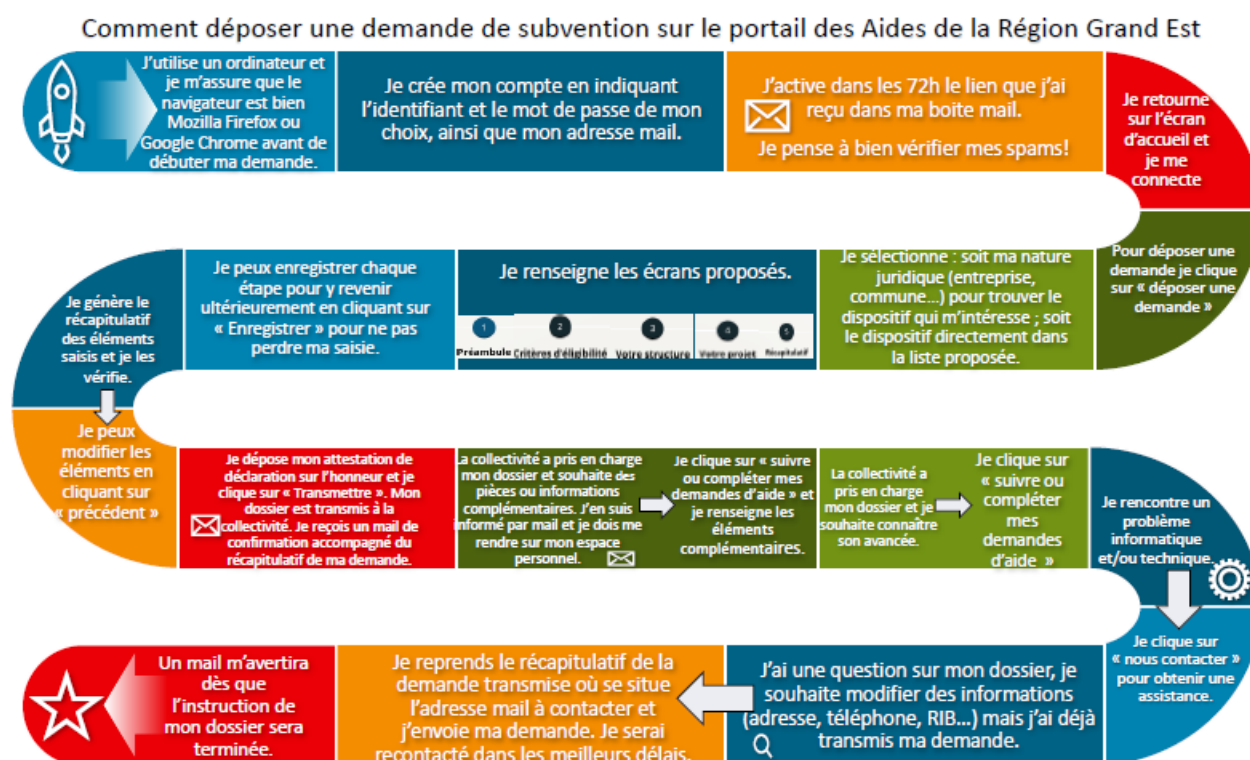 Comment déposer une demande de subvention sur le portail des Aides de la Région Grand Est
J'utilise un ordinateur et
je m'assure que le
navigateur est bien
Mozilla Firefox ou
Google Chrome avant de
débuter ma demande.
Je crée mon compte en indiquant
l'identifiant et le mot de passe de mon
choix, ainsi que mon adresse mail.
J'active dans les 72h le lien que j'ai
reçu dans ma boite mail.
Je pense à bien vérifier mes spams!
Je retourne
sur l'écran
d'accueil et
je me
connecte
Pour déposer une
demande je clique
sur « déposer une
demande »
Je sélectionne : soit ma nature
juridique (entreprise,
commune...) pour trouver le
dispositif qui m'intéresse ; soit
le dispositif directement dans
la liste proposée.
Je renseigne les écrans proposés.
1 2 3 4 5
Préambule Critères d'éligibilité Votre structure Votre projet Récapitulatif
Je peux enregistrer chaque
étape pour y revenir
ultérieurement en cliquant sur
« Enregistrer » pour ne pas
perdre ma saisie.
Je génère le
récapitulatif
des éléments
saisis et je les
vérifie.
Je peux
modifier les
éléments en
cliquant sur
« précédent »
Je dépose mon attestation de
déclaration sur l'honneur et je
clique sur « Transmettre ». Mon
dossier est transmis à la
collectivité. Je reçois un mail de
confirmation accompagné du
récapitulatif de ma demande.
La collectivité a pris en charge
mon dossier et souhaite des
pièces ou informations
complémentaires. J'en suis
informé par mail et je dois me
rendre sur mon espace
personnel.
Je clique sur « suivre
ou compléter mes
demandes d'aide » et
je renseigne les
éléments
complémentaires.
La collectivité a
pris en charge
mon dossier et je
souhaite connaître
son avancée.
Je clique sur
« suivre ou
compléter
mes
demandes
d'aide »
Je rencontre un
problème
informatique
et/ou technique.
Je clique sur
« nous contacter »
pour obtenir une
assistance.
J'ai une question sur mon dossier, je
souhaite modifier des informations
(adresse, téléphone, RIB...) mais j'ai déjà
transmis ma demande.
Je reprends le récapitulatif de la
demande transmise où se situe
l'adresse mail à contacter et
j'envoie ma demande. Je serai
recontacté dans les meilleurs délais.
Un mail m'avertira
dès que
l'instruction de
mon dossier sera
terminée.